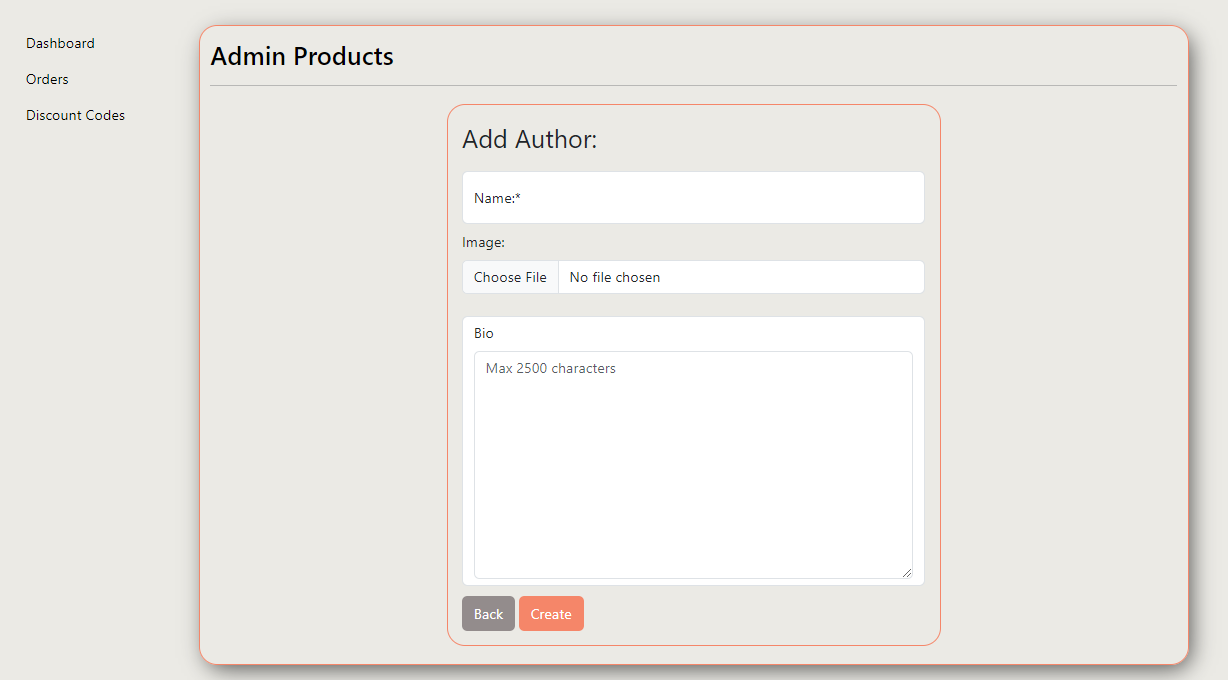 Dashboard
Orders
Discount Codes
Admin Products
Add Author:
Name:*
Image:
Choose File No file chosen
Bio
Max 2500 characters
Back Create